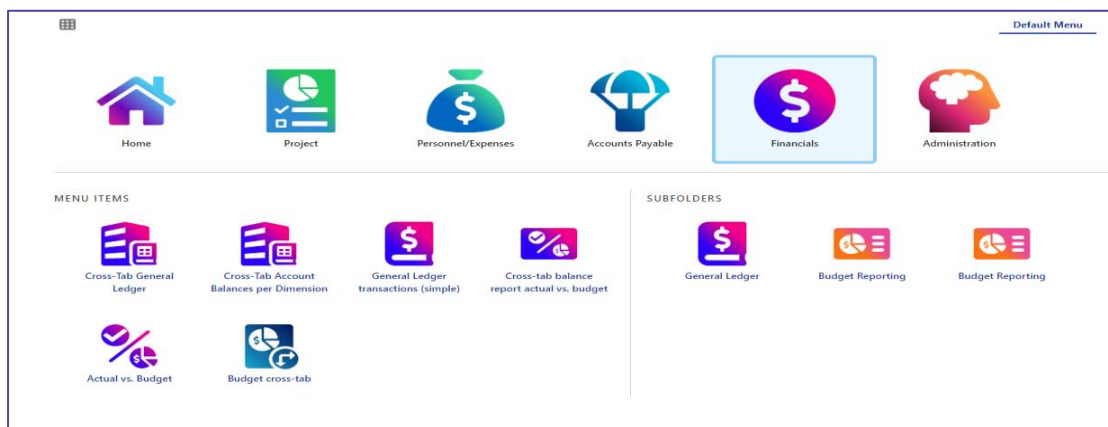 Default Menu
Home
Project
Personnel/Expenses
Accounts Payable
Financials
Administration
MENU ITEMS
SUBFOLDERS
Cross-Tab General
Ledger
Cross-Tab Account
Balances per Dimension
General Ledger
transactions (simple)
Cross-tab balance
report actual vs. budget
General Ledger
Budget Reporting
Budget Reporting
Actual vs. Budget
Budget cross-tab